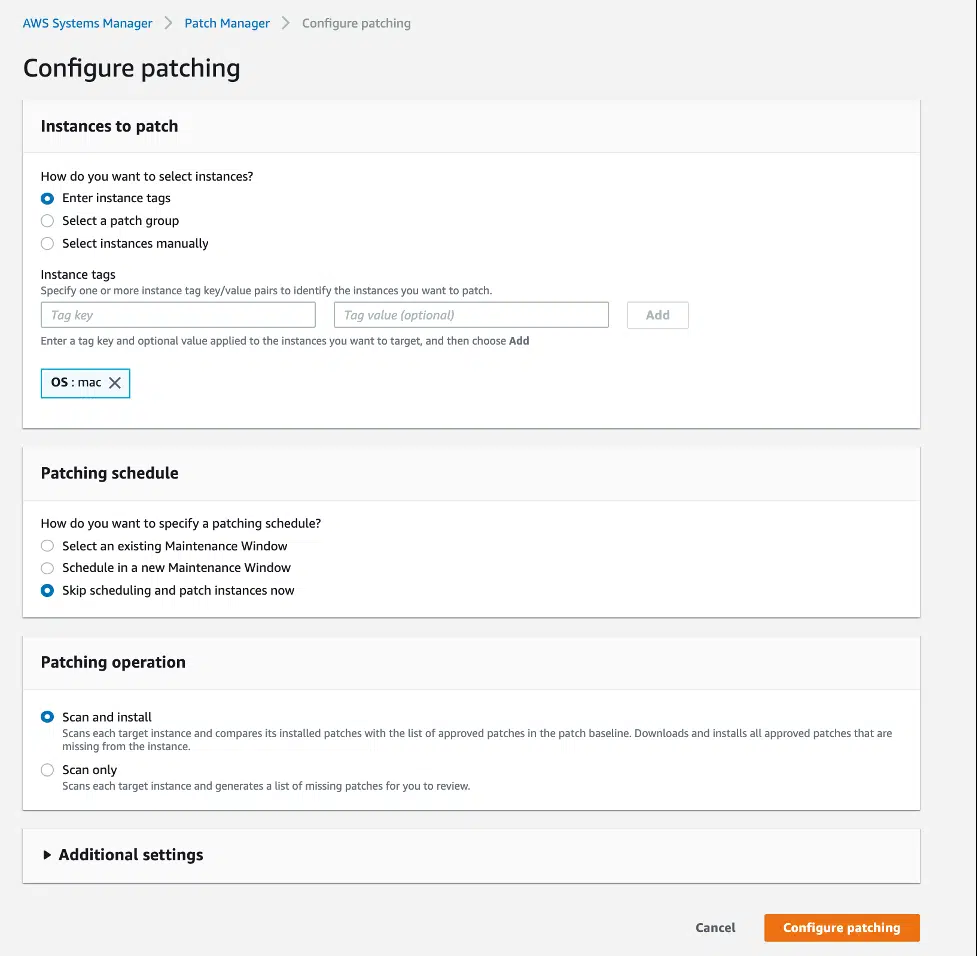 AWS Systems Manager > Patch Manager > Configure patching
Configure patching
Instances to patch
How do you want to select instances?
Enter instance tags
Select a patch group
Select instances manually
Instance tags
Specify one or more instance tag key/value pairs to identify the instances you want to patch.
Tag key Tag value (optional) Add
Enter a tag key and optional value applied to the instances you want to target, and then choose Add
OS : mac
Patching schedule
How do you want to specify a patching schedule?
Select an existing Maintenance Window
Schedule in a new Maintenance Window
Skip scheduling and patch instances now
Patching operation
Scan and install
Scans each target instance and compares its installed patches with the list of approved patches in the patch baseline. Downloads and installs all approved patches that are
missing from the instance.
Scan only
Scans each target instance and generates a list of missing patches for you to review.
Additional settings
Cancel Configure patching